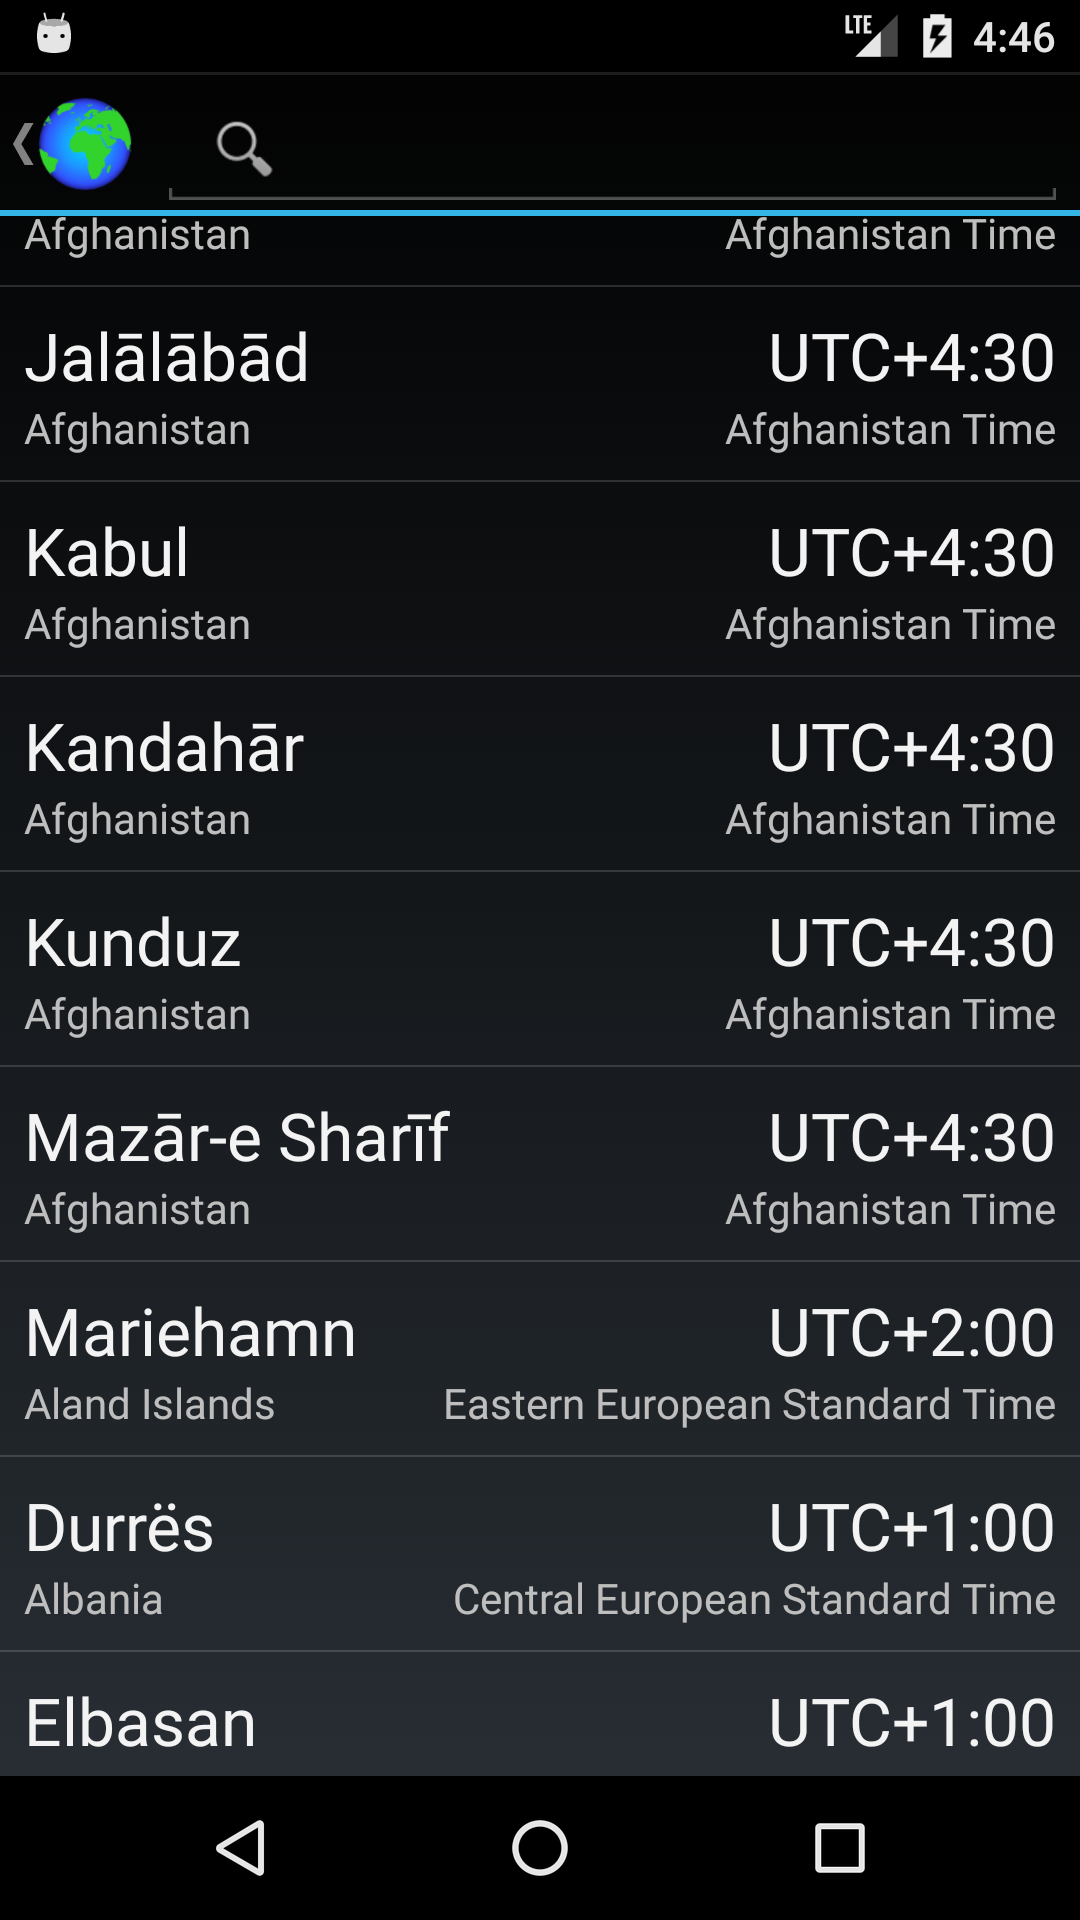 LTE 4:46
Afghanistan Afghanistan Time
Jalālābād UTC+4:30
Afghanistan Afghanistan Time
Kabul UTC+4:30
Afghanistan Afghanistan Time
Kandahār UTC+4:30
Afghanistan Afghanistan Time
Kunduz UTC+4:30
Afghanistan Afghanistan Time
Mazār-e Sharīf UTC+4:30
Afghanistan Afghanistan Time
Mariehamn UTC+2:00
Aland Islands Eastern European Standard Time
Durrës UTC+1:00
Albania Central European Standard Time
Elbasan UTC+1:00